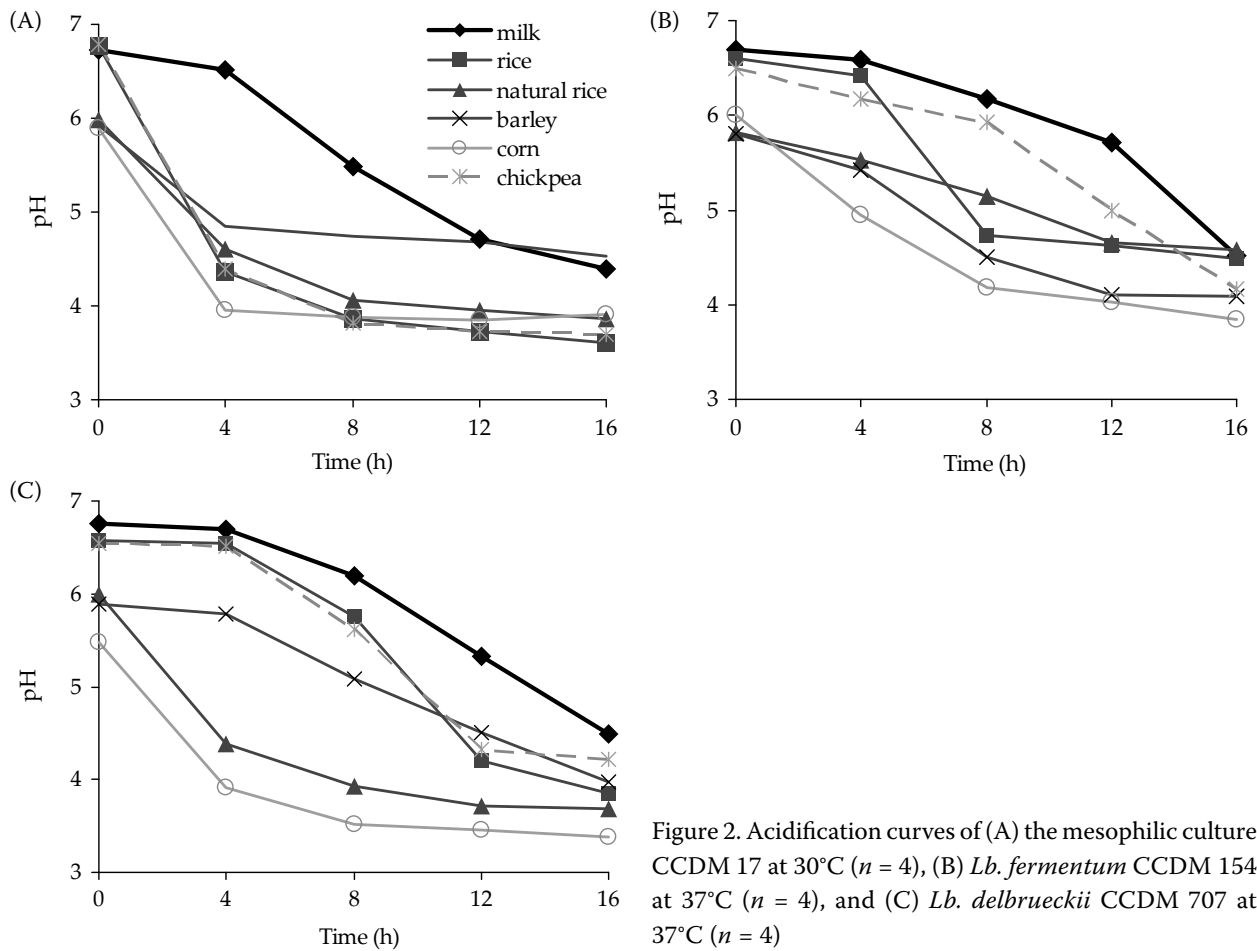 (A)
7
6
5
4
3
pH
0 4 8 12 16
Time (h)
milk
rice
natural rice
barley
corn
chickpea
(B)
7
6
5
4
3
pH
0 4 8 12 16
Time (h)
(C)
7
6
5
4
3
pH
0 4 8 12 16
Time (h)
Figure 2. Acidification curves of (A) the mesophilic culture
CCDM 17 at 30°C (n = 4), (B) Lb. fermentum CCDM 154
at 37°C (n = 4), and (C) Lb. delbrueckii CCDM 707 at
37°C (n = 4)